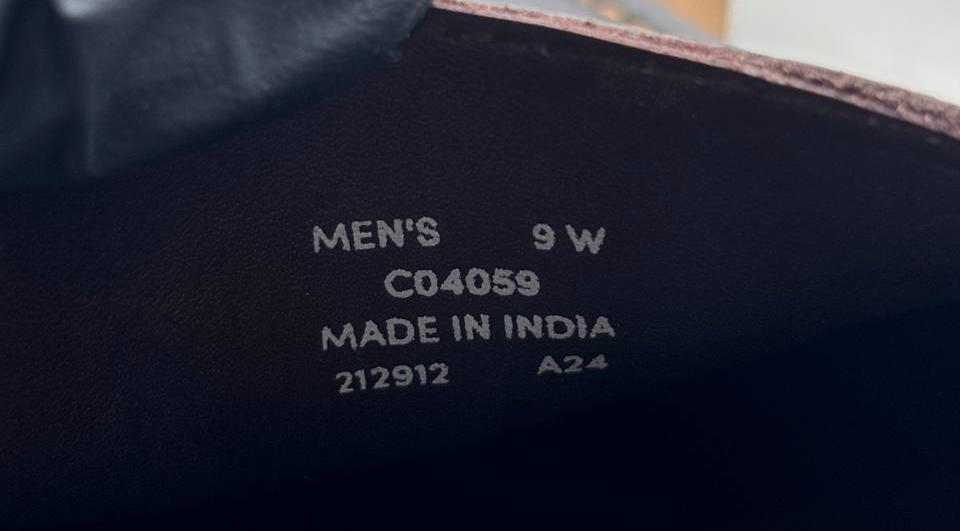 MEN'S 9 W
C04059
MADE IN INDIA
212912 A24